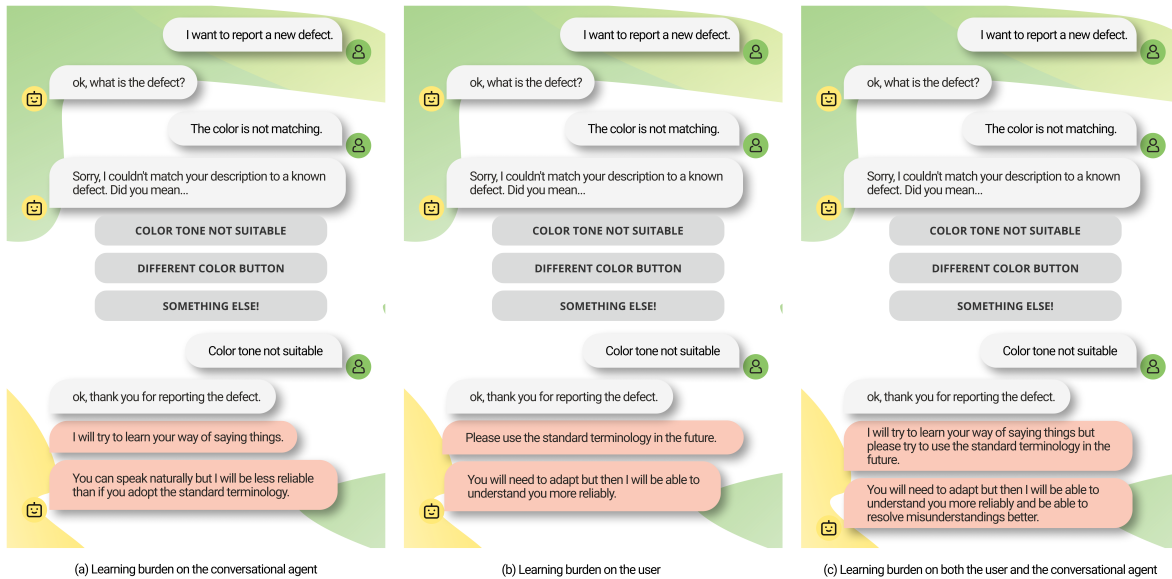 I want to report a new defect.
ok, what is the defect?
The color is not matching.
Sorry, I couldn't match your description to a known
defect. Did you mean...
COLOR TONE NOT SUITABLE
DIFFERENT COLOR BUTTON
SOMETHING ELSE!
Color tone not suitable
ok, thank you for reporting the defect.
I will try to learn your way of saying things.
You can speak naturally but I will be less reliable
than if you adopt the standard terminology.
(a) Learning burden on the conversational agent
I want to report a new defect.
ok, what is the defect?
The color is not matching.
Sorry, I couldn't match your description to a known
defect. Did you mean...
COLOR TONE NOT SUITABLE
DIFFERENT COLOR BUTTON
SOMETHING ELSE!
Color tone not suitable
ok, thank you for reporting the defect.
Please use the standard terminology in the future.
You will need to adapt but then I will be able to
understand you more reliably.
(b) Learning burden on the user
I want to report a new defect.
ok, what is the defect?
The color is not matching.
Sorry, I couldn't match your description to a known
defect. Did you mean...
COLOR TONE NOT SUITABLE
DIFFERENT COLOR BUTTON
SOMETHING ELSE!
Color tone not suitable
ok, thank you for reporting the defect.
I will try to learn your way of saying things but
please try to use the standard terminology in the
future.
You will need to adapt but then I will be able to
understand you more reliably and be able to
resolve misunderstandings better.
(c) Learning burden on both the user and the conversational agent